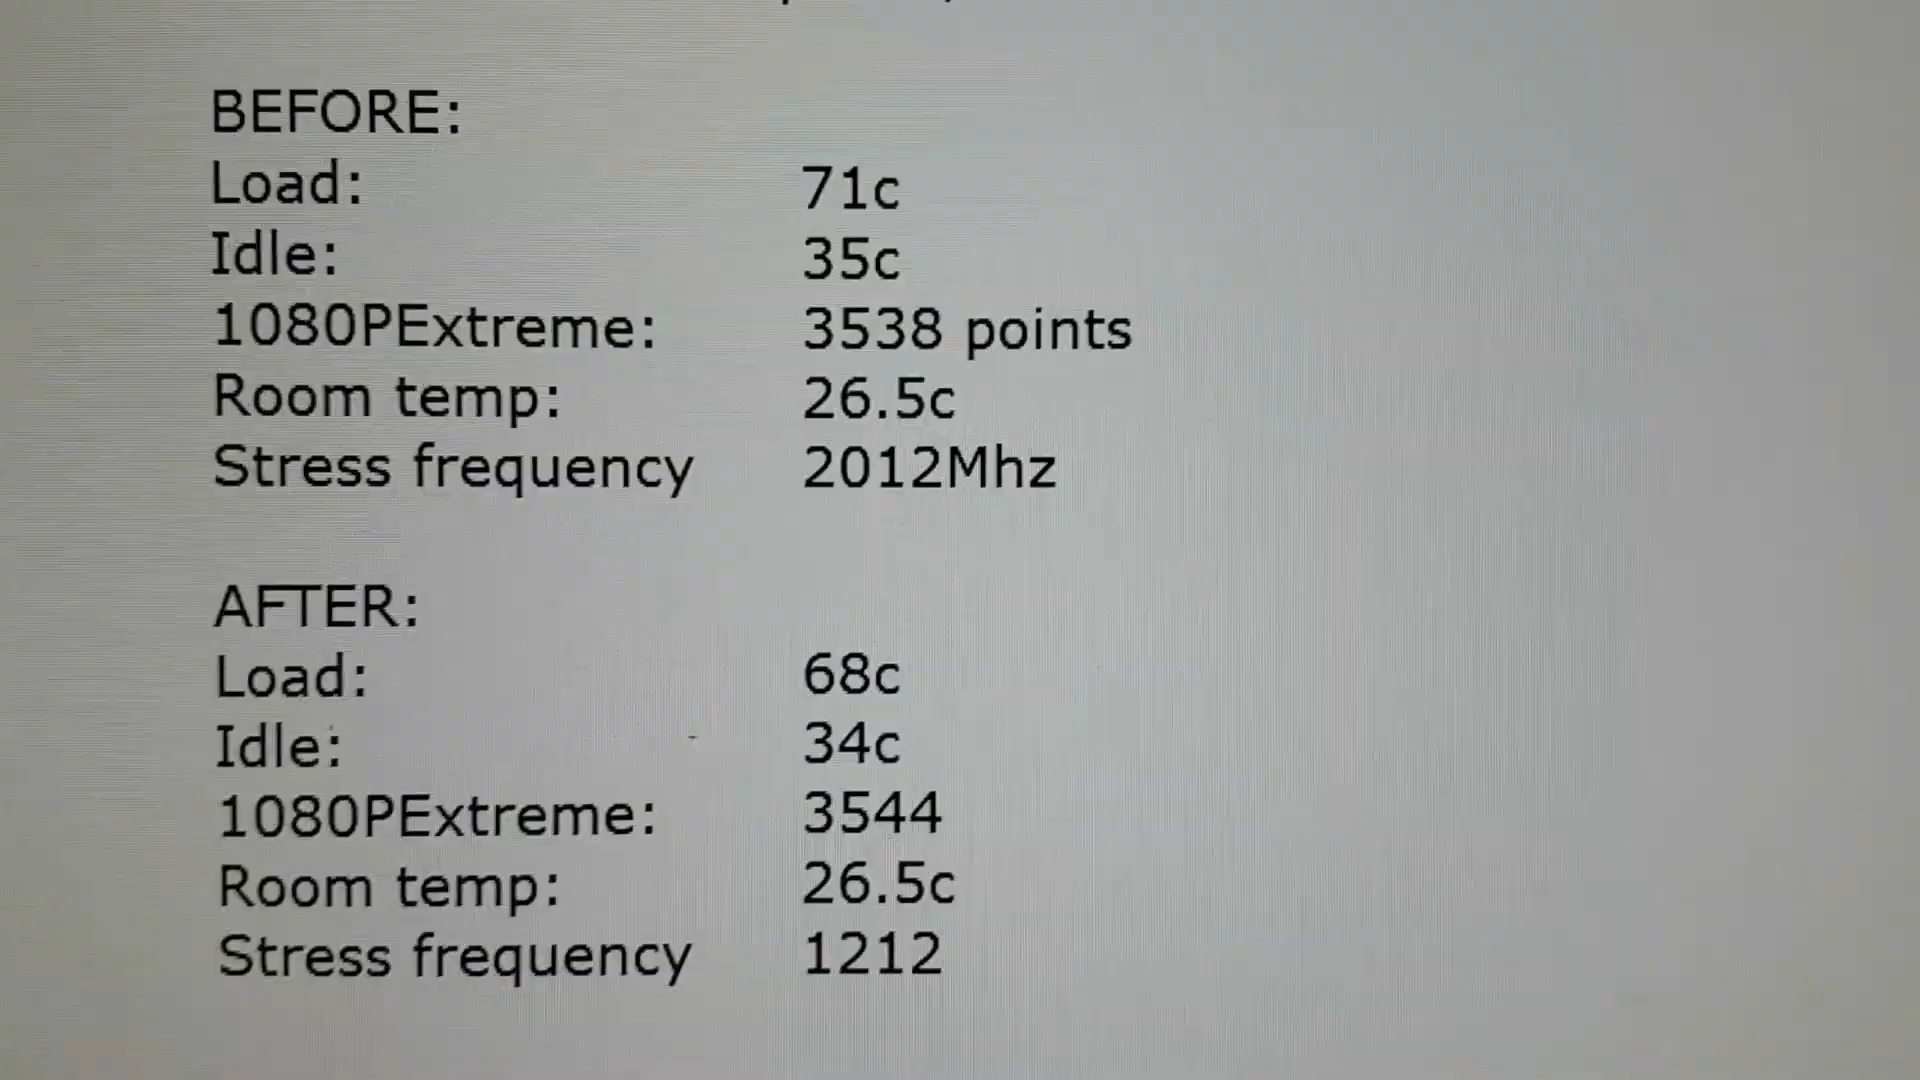 BEFORE:
Load: 71c
Idle: 35c
1080PExtreme: 3538 points
Room temp: 26.5c
Stress frequency 2012Mhz
AFTER:
Load: 68c
Idle: 34c
1080PExtreme: 3544
Room temp: 26.5c
Stress frequency 1212